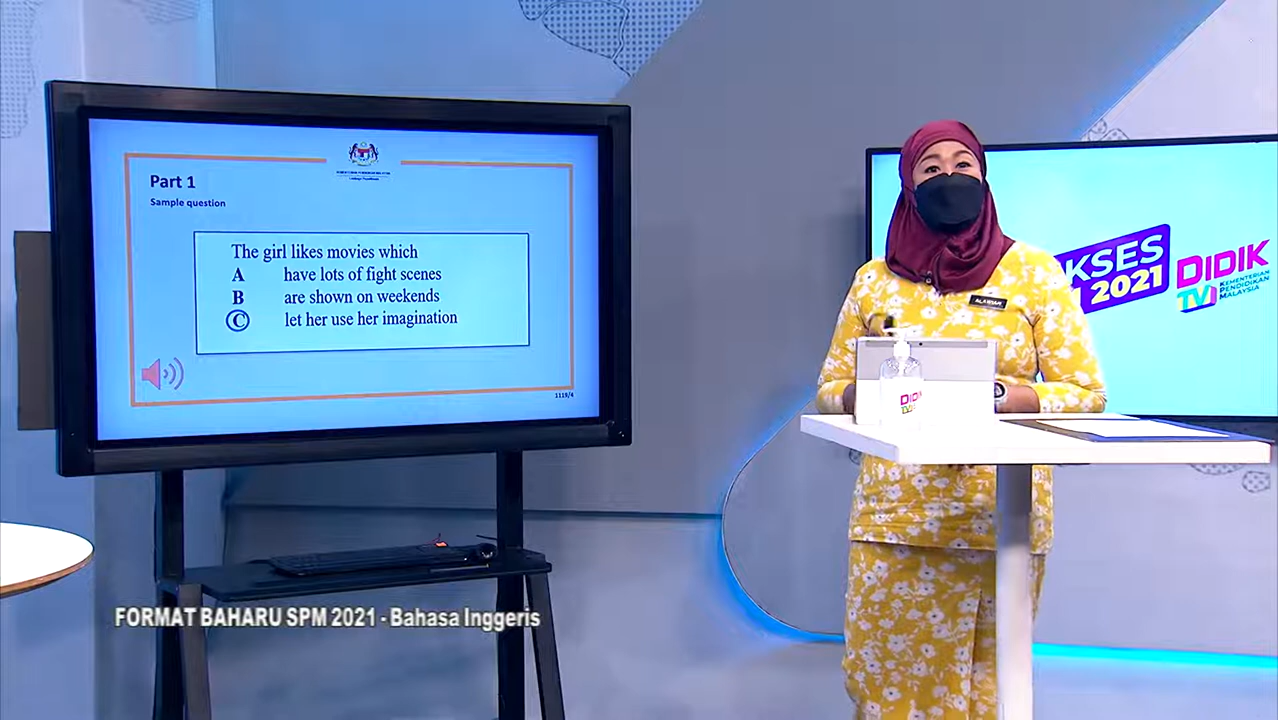 Part 1
Sample question
The girl likes movies which
A have lots of fight scenes
B are shown on weekends
C let her use her imagination
1119/4
KSES
2021
DIDIK
TV
KEMENTERIAN
PENDIDIKAN
MALAYSIA
DIDI
TV
FORMAT BAHARU SPM 2021 - Bahasa Inggeris